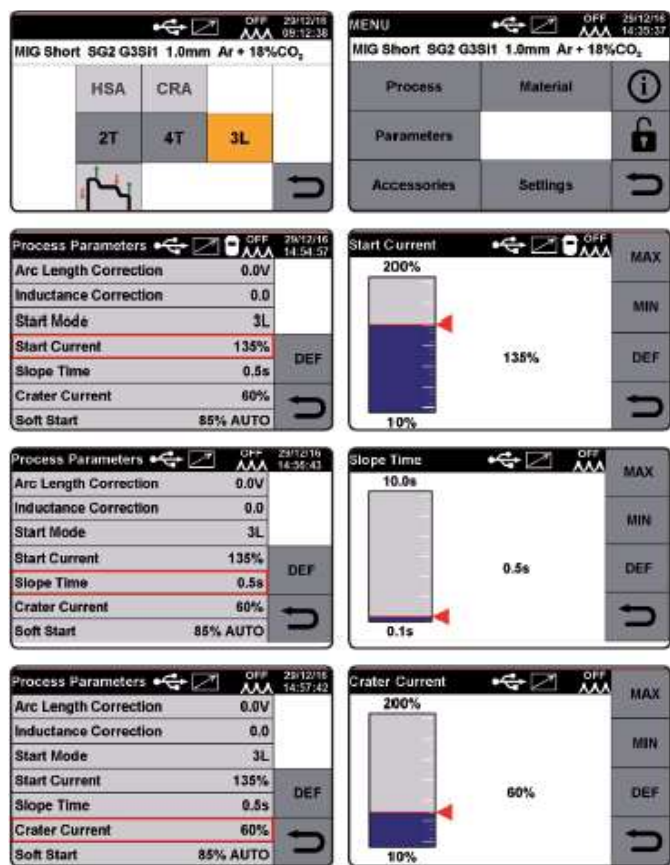 OFF 29/12/16
09:12:38
MIG Short SG2 G3Si1 1.0mm Ar + 18%CO₂
HSA CRA
2T 4T 3L
MENU OFF 29/12/16
14:35:37
MIG Short SG2 G3Si1 1.0mm Ar + 18%CO₂
Process Material
Parameters
Accessories Settings
Process Parameters OFF 29/12/16
14:54:57
Arc Length Correction 0.0V
Inductance Correction 0.0
Start Mode 3L
Start Current 135%
DEF
Slope Time 0.5s
Crater Current 60%
Soft Start 85% AUTO
Start Current OFF
200%
MAX
MIN
135%
DEF
10%
Process Parameters OFF 29/12/16
14:56:43
Arc Length Correction 0.0V
Inductance Correction 0.0
Start Mode 3L
Start Current 135%
DEF
Slope Time 0.5s
Crater Current 60%
Soft Start 85% AUTO
Slope Time OFF
10.0s
MAX
MIN
0.5s
DEF
0.1s
Process Parameters OFF 29/12/16
14:57:42
Arc Length Correction 0.0V
Inductance Correction 0.0
Start Mode 3L
Start Current 135%
DEF
Slope Time 0.5s
Crater Current 60%
Soft Start 85% AUTO
Crater Current OFF
200%
MAX
MIN
60%
DEF
10%